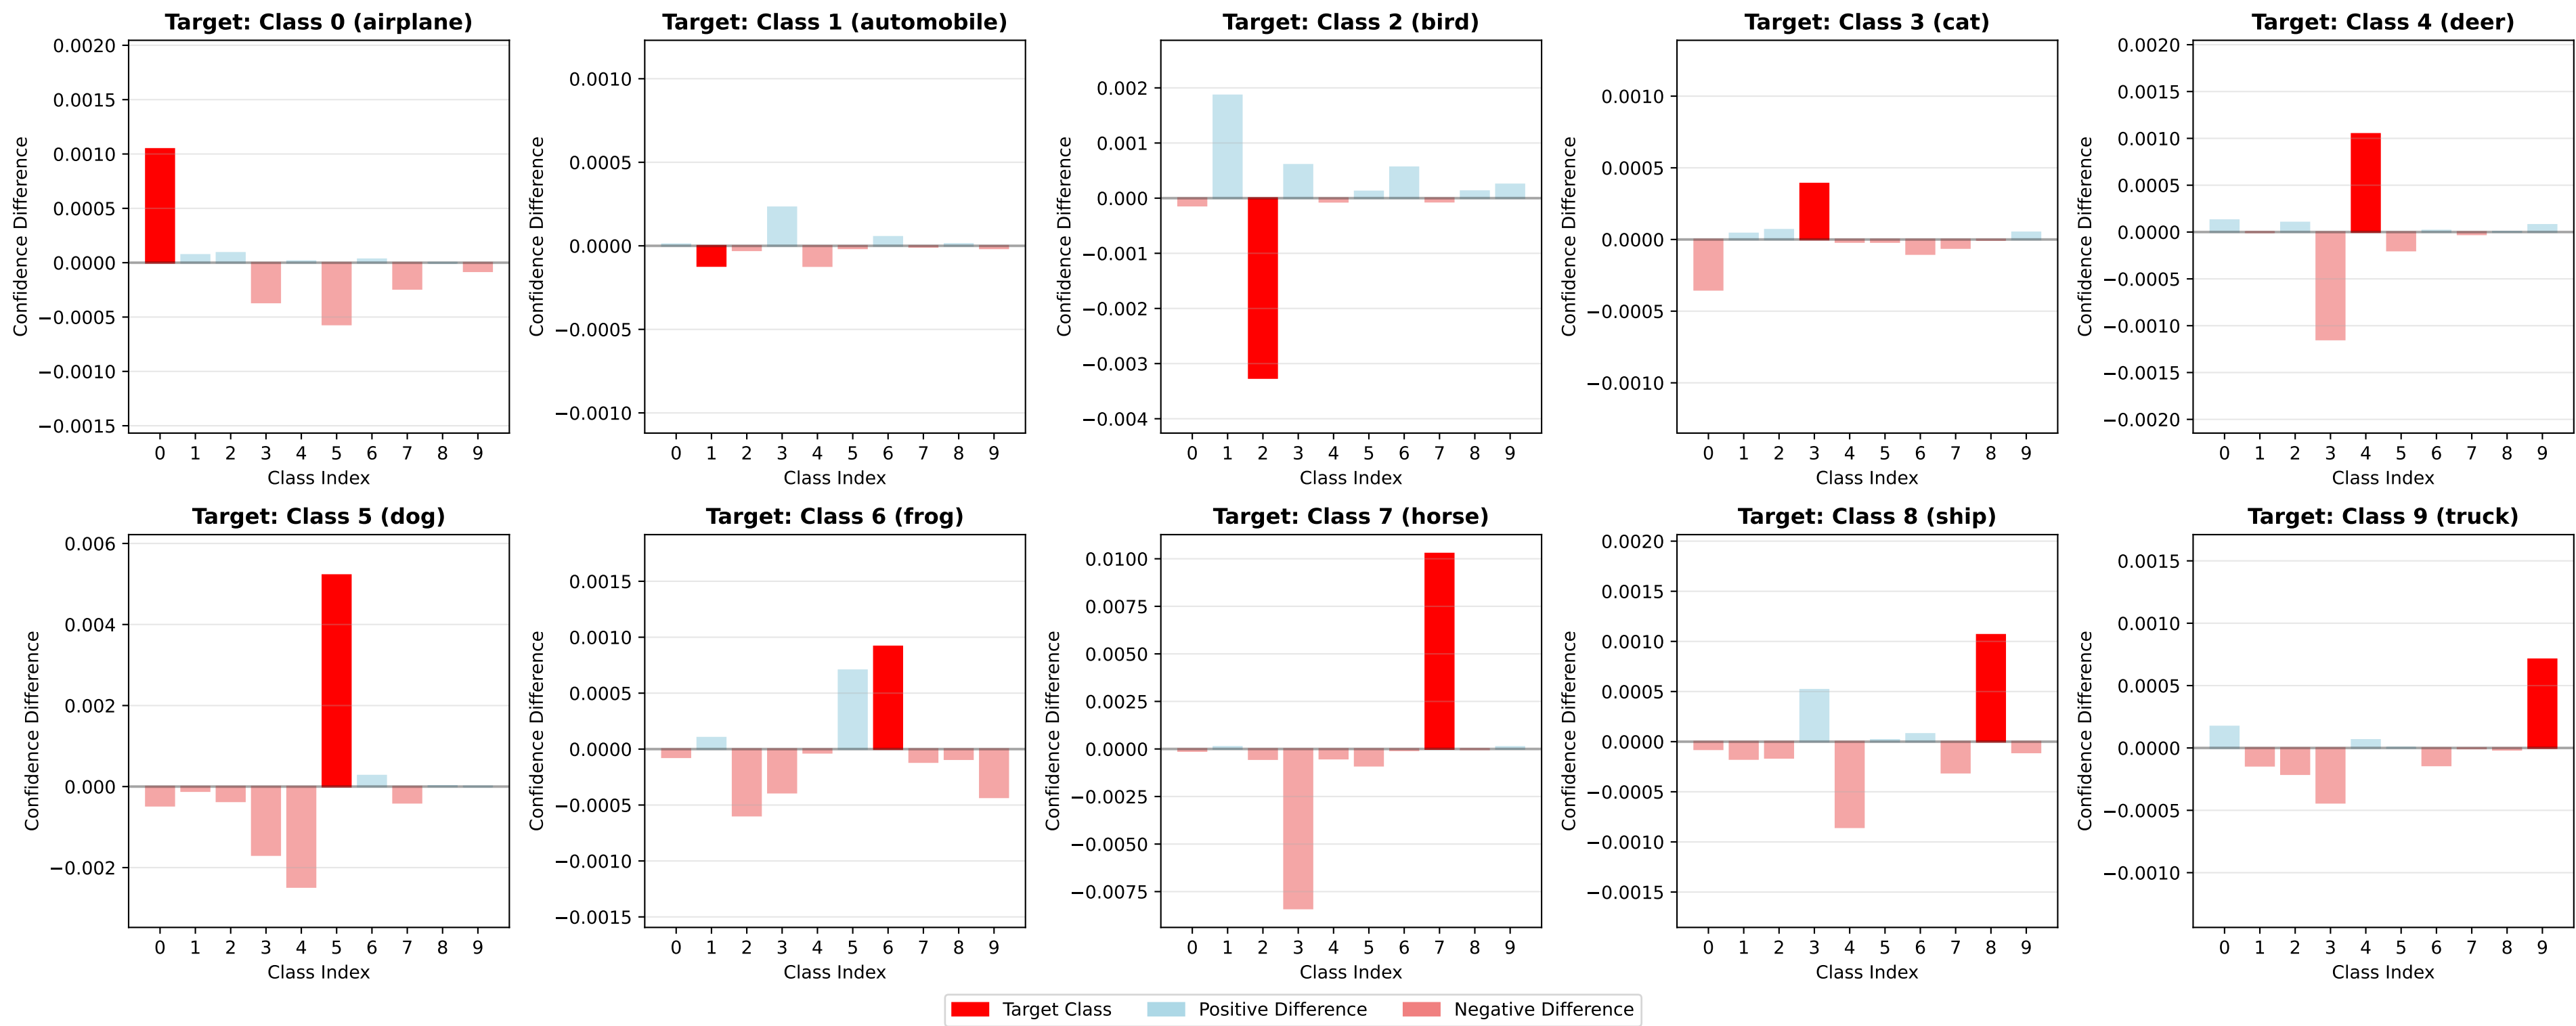 Target: Class 0 (airplane)
Confidence Difference
0.0020
0.0015
0.0010
0.0005
0.0000
−0.0005
−0.0010
−0.0015
0 1 2 3 4 5 6 7 8 9
Class Index
Target: Class 1 (automobile)
Confidence Difference
0.0010
0.0005
0.0000
−0.0005
−0.0010
0 1 2 3 4 5 6 7 8 9
Class Index
Target: Class 2 (bird)
Confidence Difference
0.002
0.001
0.000
−0.001
−0.002
−0.003
−0.004
0 1 2 3 4 5 6 7 8 9
Class Index
Target: Class 3 (cat)
Confidence Difference
0.0010
0.0005
0.0000
−0.0005
−0.0010
0 1 2 3 4 5 6 7 8 9
Class Index
Target: Class 4 (deer)
Confidence Difference
0.0020
0.0015
0.0010
0.0005
0.0000
−0.0005
−0.0010
−0.0015
−0.0020
0 1 2 3 4 5 6 7 8 9
Class Index
Target: Class 5 (dog)
Confidence Difference
0.006
0.004
0.002
0.000
−0.002
0 1 2 3 4 5 6 7 8 9
Class Index
Target: Class 6 (frog)
Confidence Difference
0.0015
0.0010
0.0005
0.0000
−0.0005
−0.0010
−0.0015
0 1 2 3 4 5 6 7 8 9
Class Index
Target: Class 7 (horse)
Confidence Difference
0.0100
0.0075
0.0050
0.0025
0.0000
−0.0025
−0.0050
−0.0075
0 1 2 3 4 5 6 7 8 9
Class Index
Target: Class 8 (ship)
Confidence Difference
0.0020
0.0015
0.0010
0.0005
0.0000
−0.0005
−0.0010
−0.0015
0 1 2 3 4 5 6 7 8 9
Class Index
Target: Class 9 (truck)
Confidence Difference
0.0015
0.0010
0.0005
0.0000
−0.0005
−0.0010
0 1 2 3 4 5 6 7 8 9
Class Index
Target Class Positive Difference Negative Difference